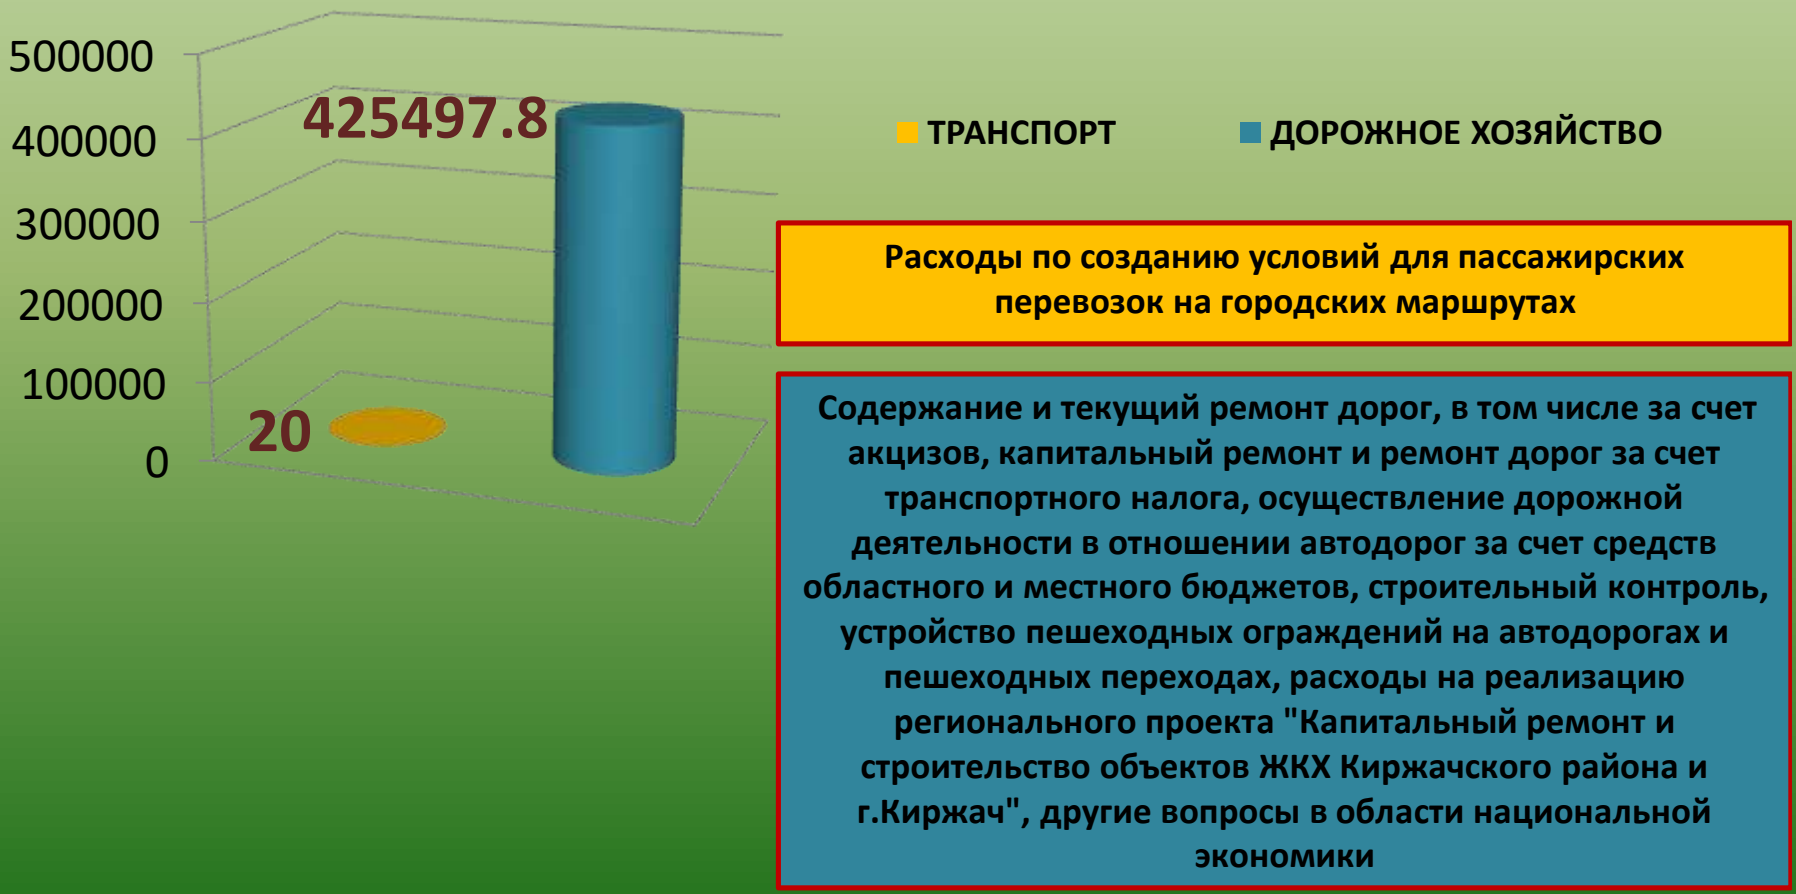 500000
400000
300000
200000
100000
0
425497.8
20
ТРАНСПОРТ
ДОРОЖНОЕ ХОЗЯЙСТВО
Расходы по созданию условий для пассажирских
перевозок на городских маршрутах
Содержание и текущий ремонт дорог, в том числе за счет
акцизов, капитальный ремонт и ремонт дорог за счет
транспортного налога, осуществление дорожной
деятельности в отношении автодорог за счет средств
областного и местного бюджетов, строительный контроль,
устройство пешеходных ограждений на автодорогах и
пешеходных переходах, расходы на реализацию
регионального проекта "Капитальный ремонт и
строительство объектов ЖКХ Киржачского района и
г.Киржач", другие вопросы в области национальной
экономики